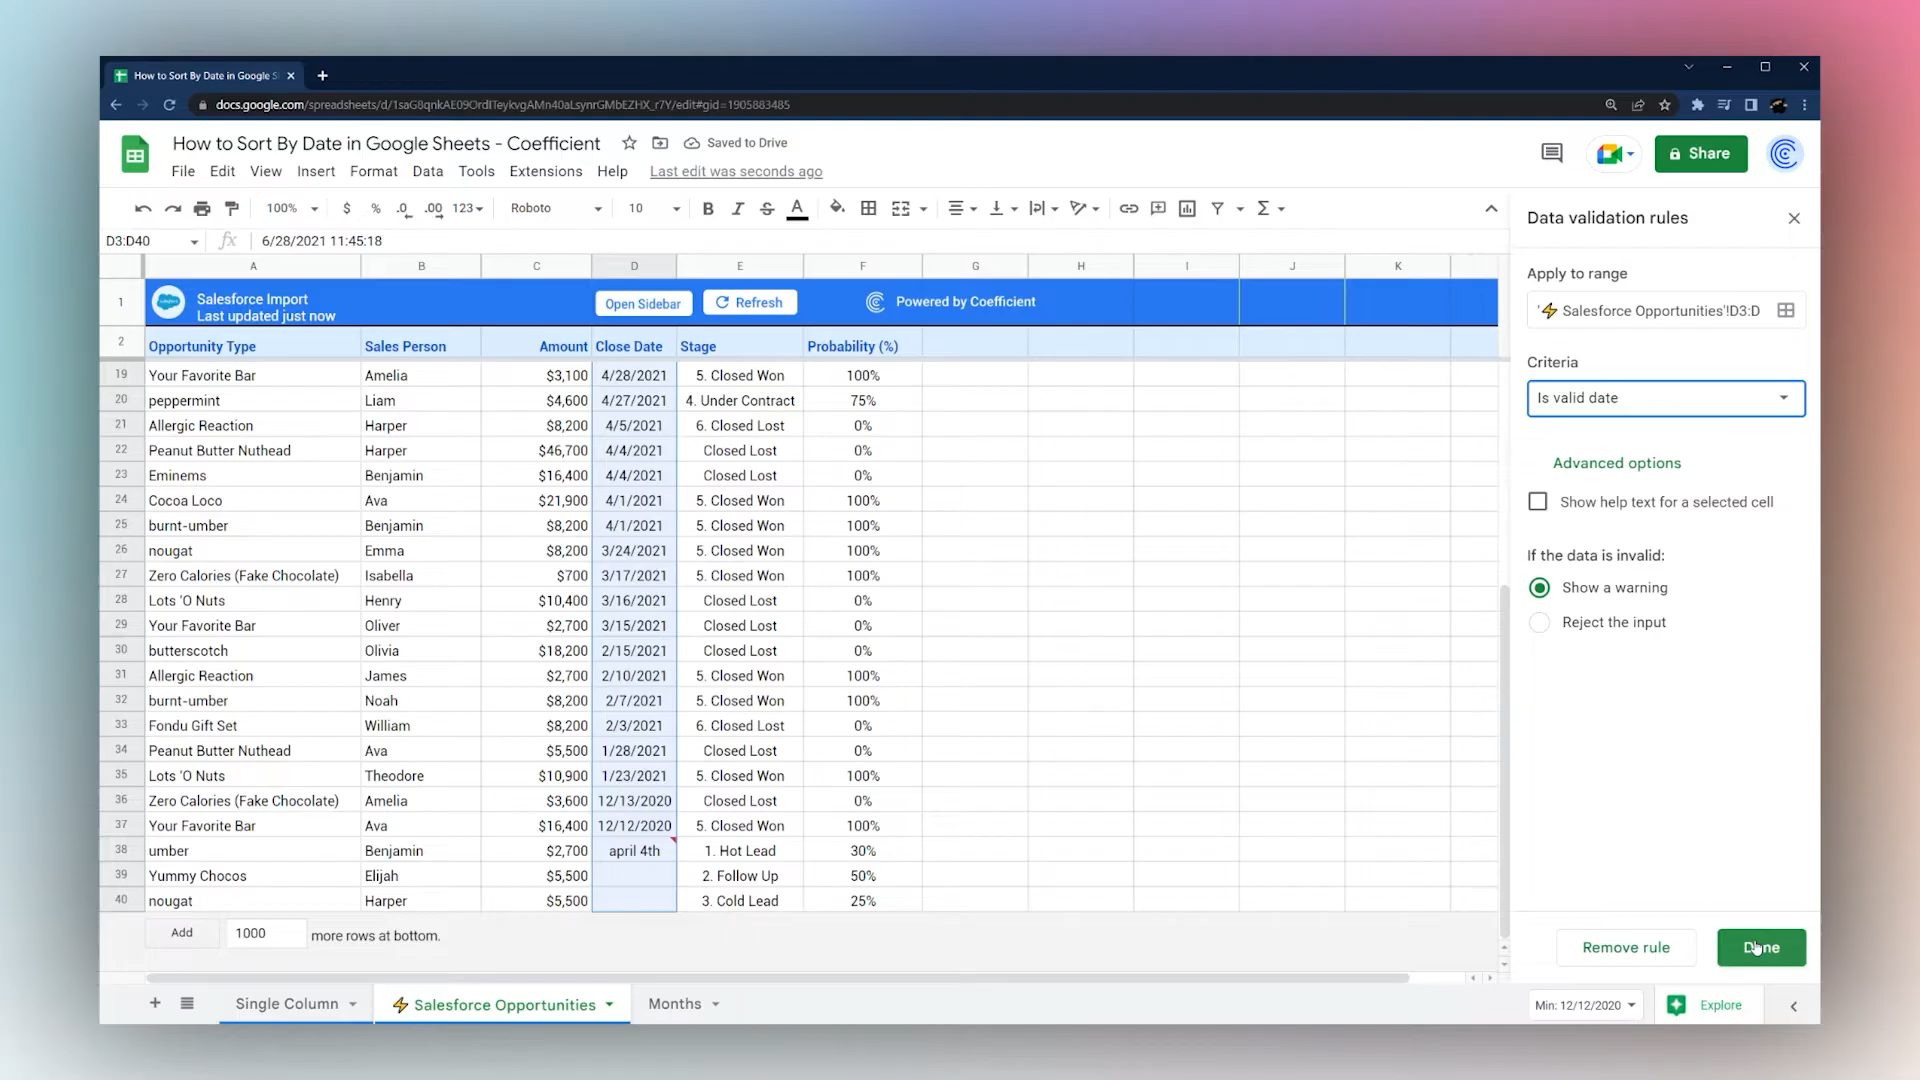 How to Sort By Date in Google S
docs.google.com/spreadsheets/d/1saG8qnkAE09OrdITeykvgAMn40aLsynrGMbEZHX_r7Y/edit#gid=1905883485
How to Sort By Date in Google Sheets - Coefficient
Saved to Drive
Share
File Edit View Insert Format Data Tools Extensions Help Last edit was seconds ago
100% $ % .0 .00 123 Roboto 10 B I S A
D3:D40 fx 6/28/2021 11:45:18
A B C D E F G H I J K
1 Salesforce Import
Last updated just now
Open Sidebar Refresh Powered by Coefficient
2 Opportunity Type Sales Person Amount Close Date Stage Probability (%)
19 Your Favorite Bar Amelia $3,100 4/28/2021 5. Closed Won 100%
20 peppermint Liam $4,600 4/27/2021 4. Under Contract 75%
21 Allergic Reaction Harper $8,200 4/5/2021 6. Closed Lost 0%
22 Peanut Butter Nuthead Harper $46,700 4/4/2021 Closed Lost 0%
23 Eminems Benjamin $16,400 4/4/2021 Closed Lost 0%
24 Cocoa Loco Ava $21,900 4/1/2021 5. Closed Won 100%
25 burnt-umber Benjamin $8,200 4/1/2021 5. Closed Won 100%
26 nougat Emma $8,200 3/24/2021 5. Closed Won 100%
27 Zero Calories (Fake Chocolate) Isabella $700 3/17/2021 5. Closed Won 100%
28 Lots 'O Nuts Henry $10,400 3/16/2021 Closed Lost 0%
29 Your Favorite Bar Oliver $2,700 3/15/2021 Closed Lost 0%
30 butterscotch Olivia $18,200 2/15/2021 Closed Lost 0%
31 Allergic Reaction James $2,700 2/10/2021 5. Closed Won 100%
32 burnt-umber Noah $8,200 2/7/2021 5. Closed Won 100%
33 Fondu Gift Set William $8,200 2/3/2021 6. Closed Lost 0%
34 Peanut Butter Nuthead Ava $5,500 1/28/2021 Closed Lost 0%
35 Lots 'O Nuts Theodore $10,900 1/23/2021 5. Closed Won 100%
36 Zero Calories (Fake Chocolate) Amelia $3,600 12/13/2020 Closed Lost 0%
37 Your Favorite Bar Ava $16,400 12/12/2020 5. Closed Won 100%
38 umber Benjamin $2,700 april 4th 1. Hot Lead 30%
39 Yummy Chocos Elijah $5,500 2. Follow Up 50%
40 nougat Harper $5,500 3. Cold Lead 25%
Add 1000 more rows at bottom.
Single Column Salesforce Opportunities Months
Min: 12/12/2020 Explore
Data validation rules
Apply to range
'⚡ Salesforce Opportunities'!D3:D
Criteria
Is valid date
Advanced options
Show help text for a selected cell
If the data is invalid:
Show a warning
Reject the input
Remove rule Done